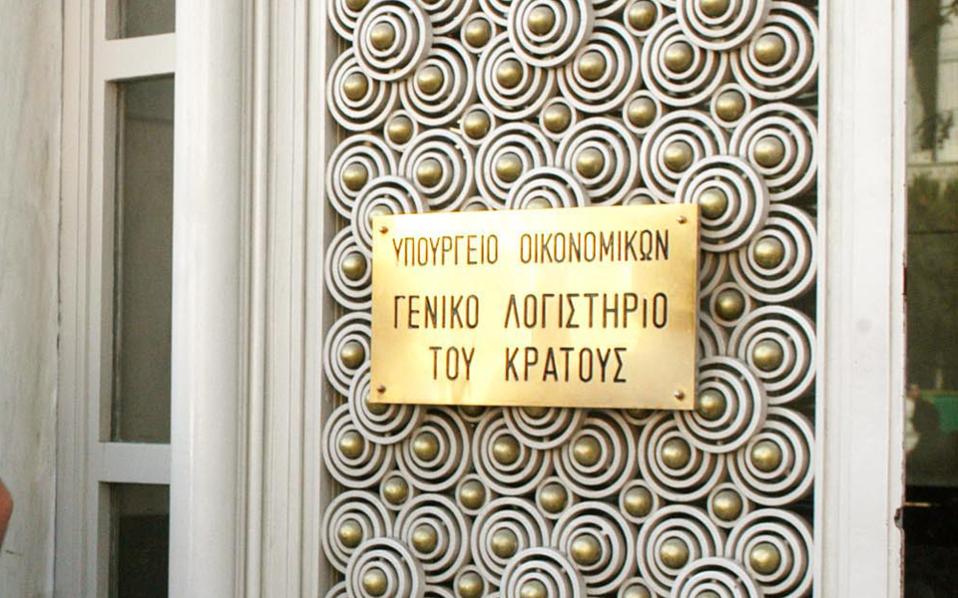 ΥΠΟΥΡΓΕΙΟ ΟΙΚΟΝΟΜΙΚΩΝ
ΓΕΝΙΚΟ ΛΟΓΙΣΤΗΡΙΟ
ΤΟΥ ΚΡΑΤΟΥΣ